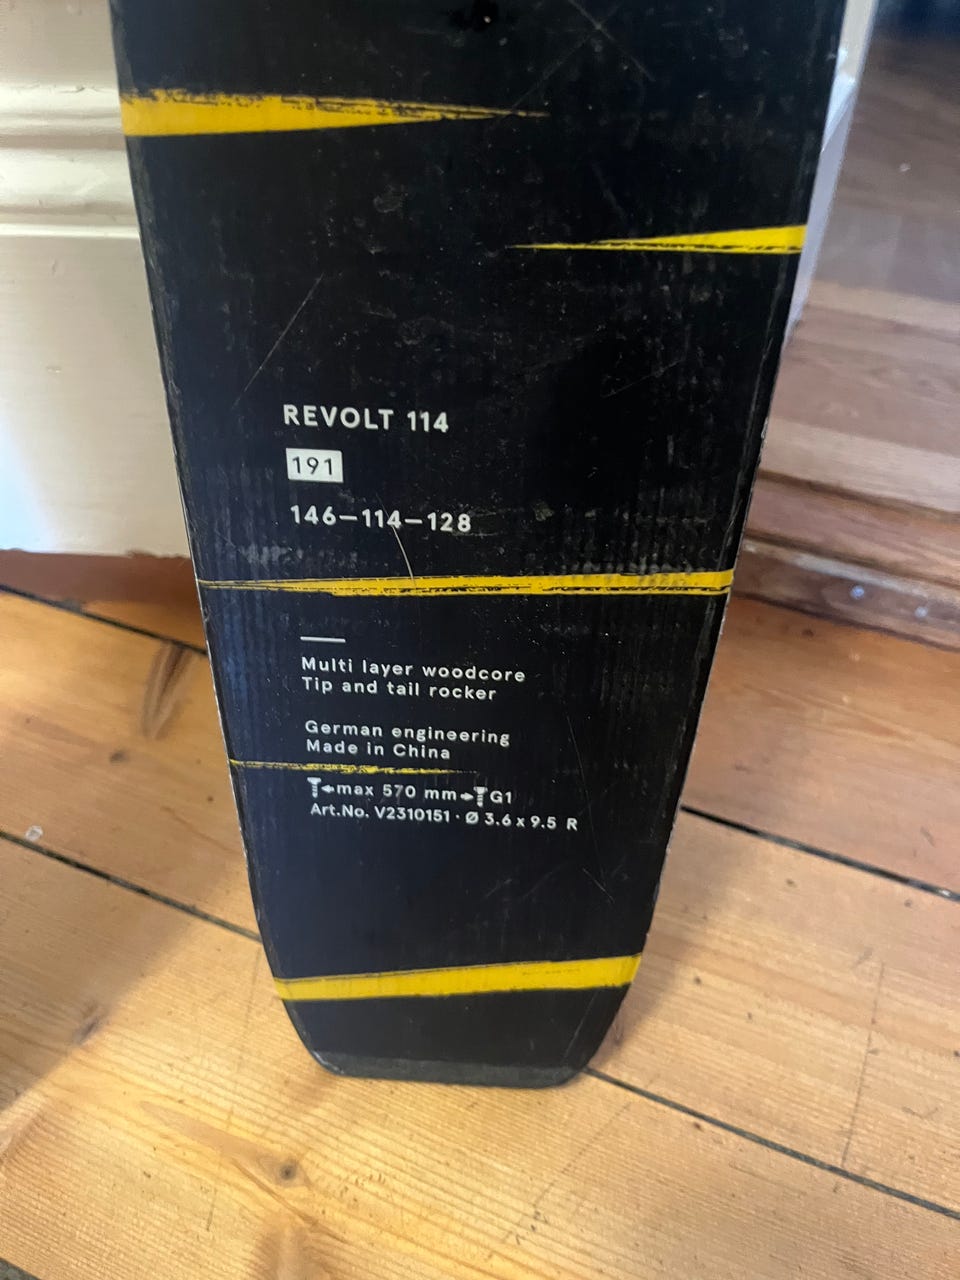 REVOLT 114
191
146–114–128
Multi layer woodcore
Tip and tail rocker
German engineering
Made in China
max 570 mm G1
Art.No. V2310151 · Ø 3.6 x 9.5 R